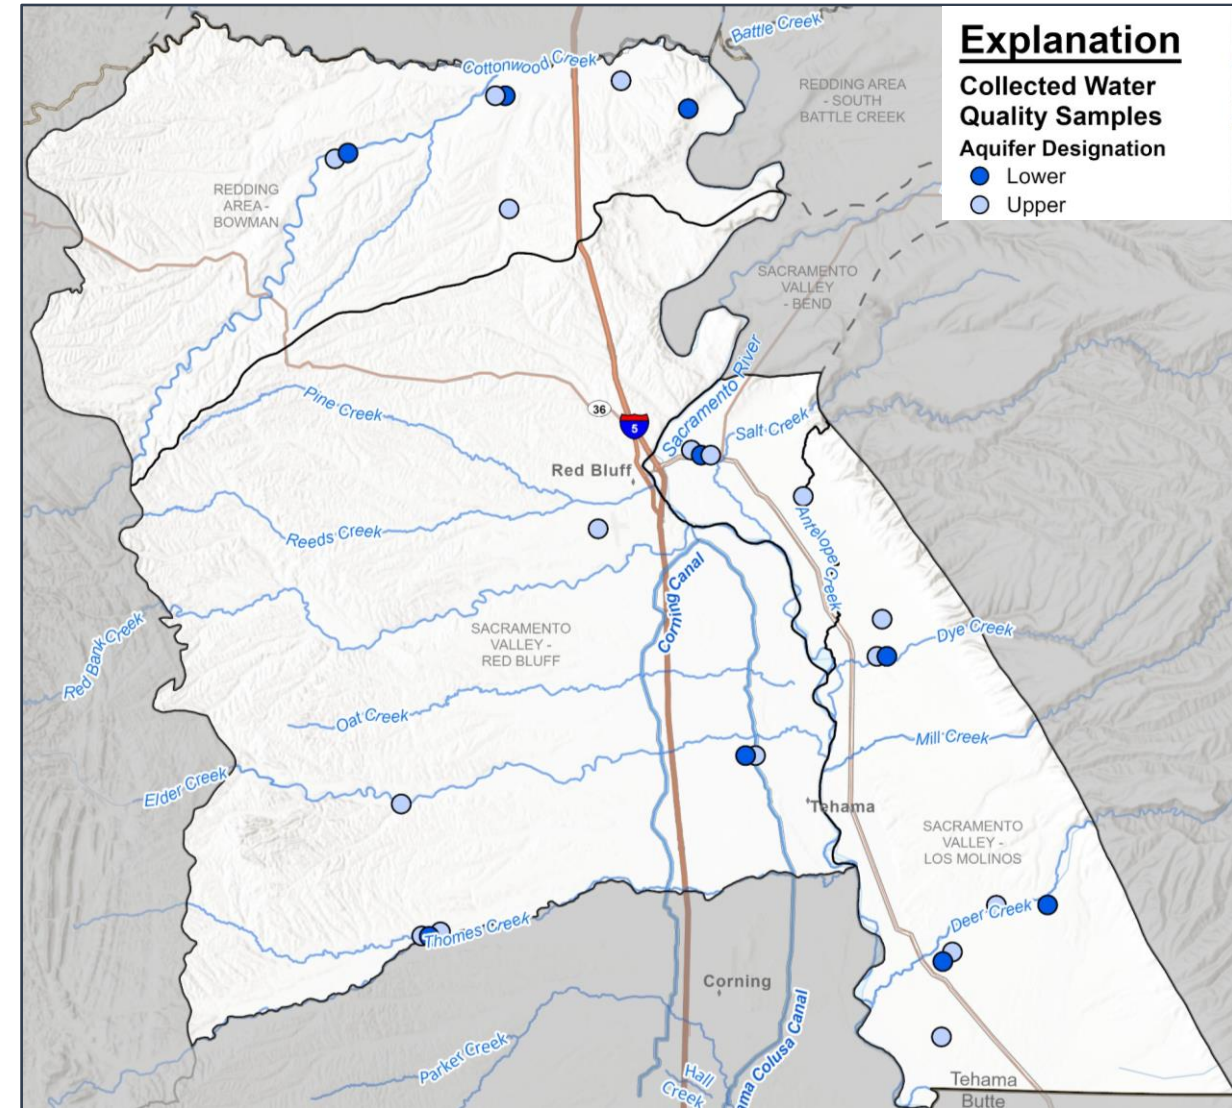 Explanation
Collected Water
Quality Samples
Aquifer Designation
Lower
Upper
Battle Creek
Cottonwood Creek
REDDING AREA
- SOUTH
BATTLE CREEK
REDDING
AREA -
BOWMAN
SACRAMENTO
VALLEY
- BEND
Sacramento River
Pine Creek
36
5
Salt Creek
Red Bluff
Reeds Creek
Antelope Creek
Corning Canal
Red Bank Creek
SACRAMENTO
VALLEY -
RED BLUFF
Dye Creek
Oat Creek
Mill Creek
Elder Creek
Tehama
SACRAMENTO
VALLEY -
LOS MOLINOS
Deer Creek
Thomes Creek
Corning
ama Colusa Canal
Parker Creek
Hall
Creek
Tehama
Butte